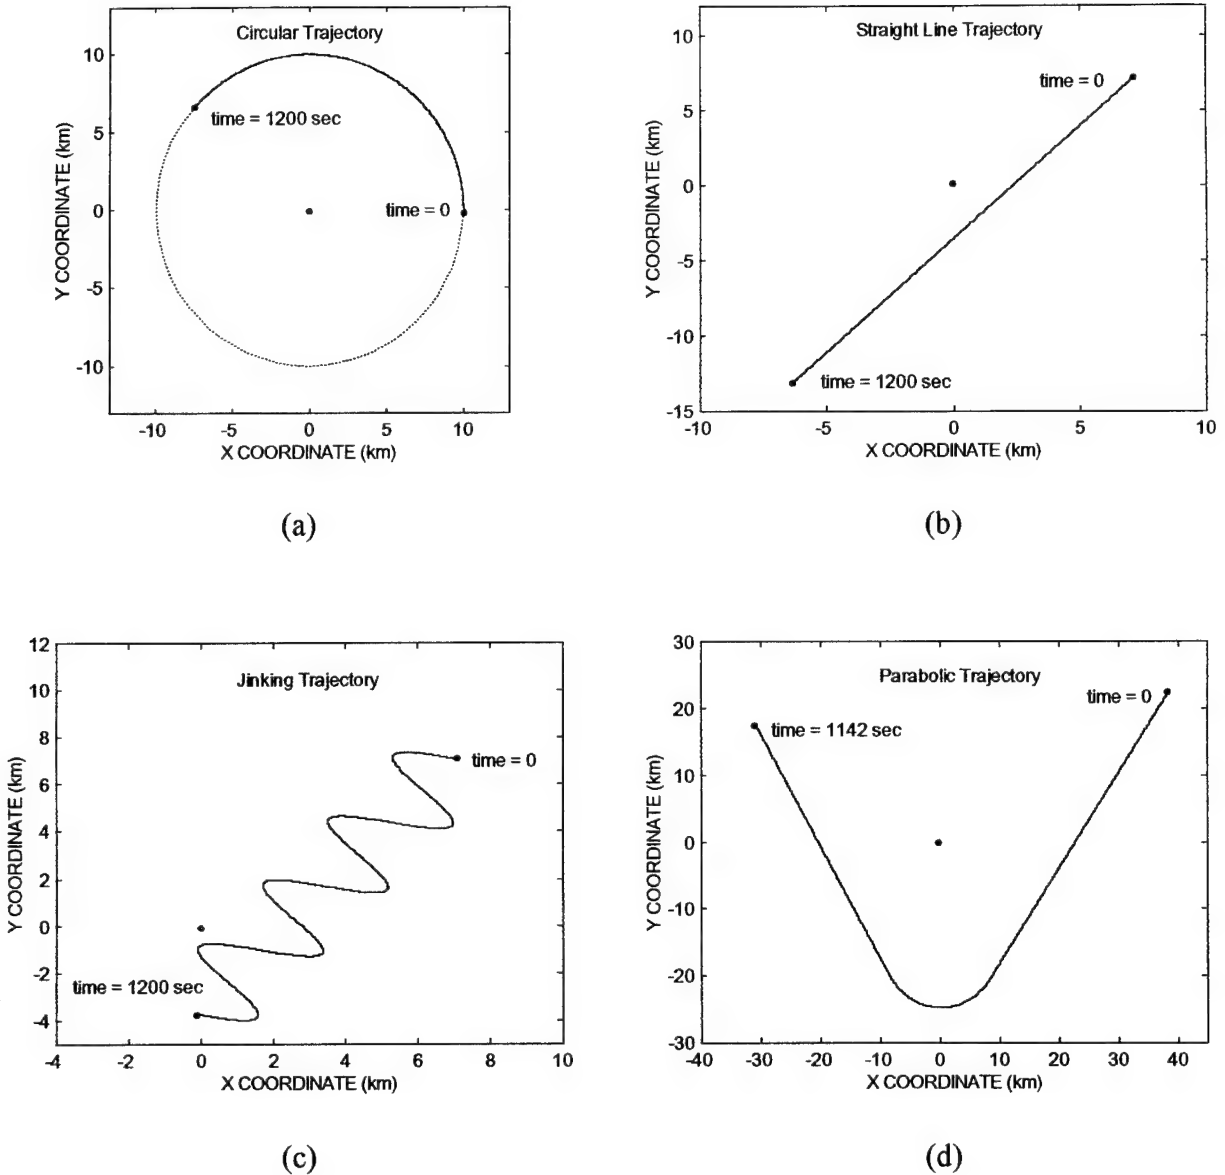 Circular Trajectory
10
5
0
-5
-10
Y COORDINATE (km)
time = 1200 sec
time = 0
-10 -5 0 5 10
X COORDINATE (km)
(a)
Straight Line Trajectory
10
5
0
-5
-10
-15
Y COORDINATE (km)
time = 0
time = 1200 sec
-10 -5 0 5 10
X COORDINATE (km)
(b)
Jinking Trajectory
12
10
8
6
4
2
0
-2
-4
Y COORDINATE (km)
time = 0
time = 1200 sec
-4 -2 0 2 4 6 8 10
X COORDINATE (km)
(c)
Parabolic Trajectory
30
20
10
0
-10
-20
-30
Y COORDINATE (km)
time = 0
time = 1142 sec
-40 -30 -20 -10 0 10 20 30 40
X COORDINATE (km)
(d)